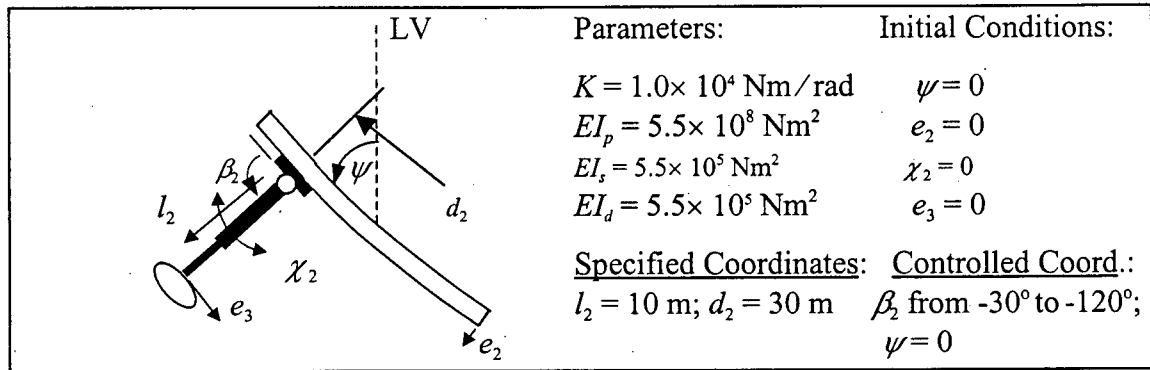 LV
β₂
ψ
l₂
d₂
χ₂
e₃
e₂
Parameters: Initial Conditions:
K = 1.0× 10⁴ Nm/rad ψ = 0
EIₚ = 5.5× 10⁸ Nm² e₂ = 0
EIₛ = 5.5× 10⁵ Nm² χ₂ = 0
EI_d = 5.5× 10⁵ Nm² e₃ = 0
Specified Coordinates: Controlled Coord.:
l₂ = 10 m; d₂ = 30 m β₂ from -30° to -120°;
ψ = 0